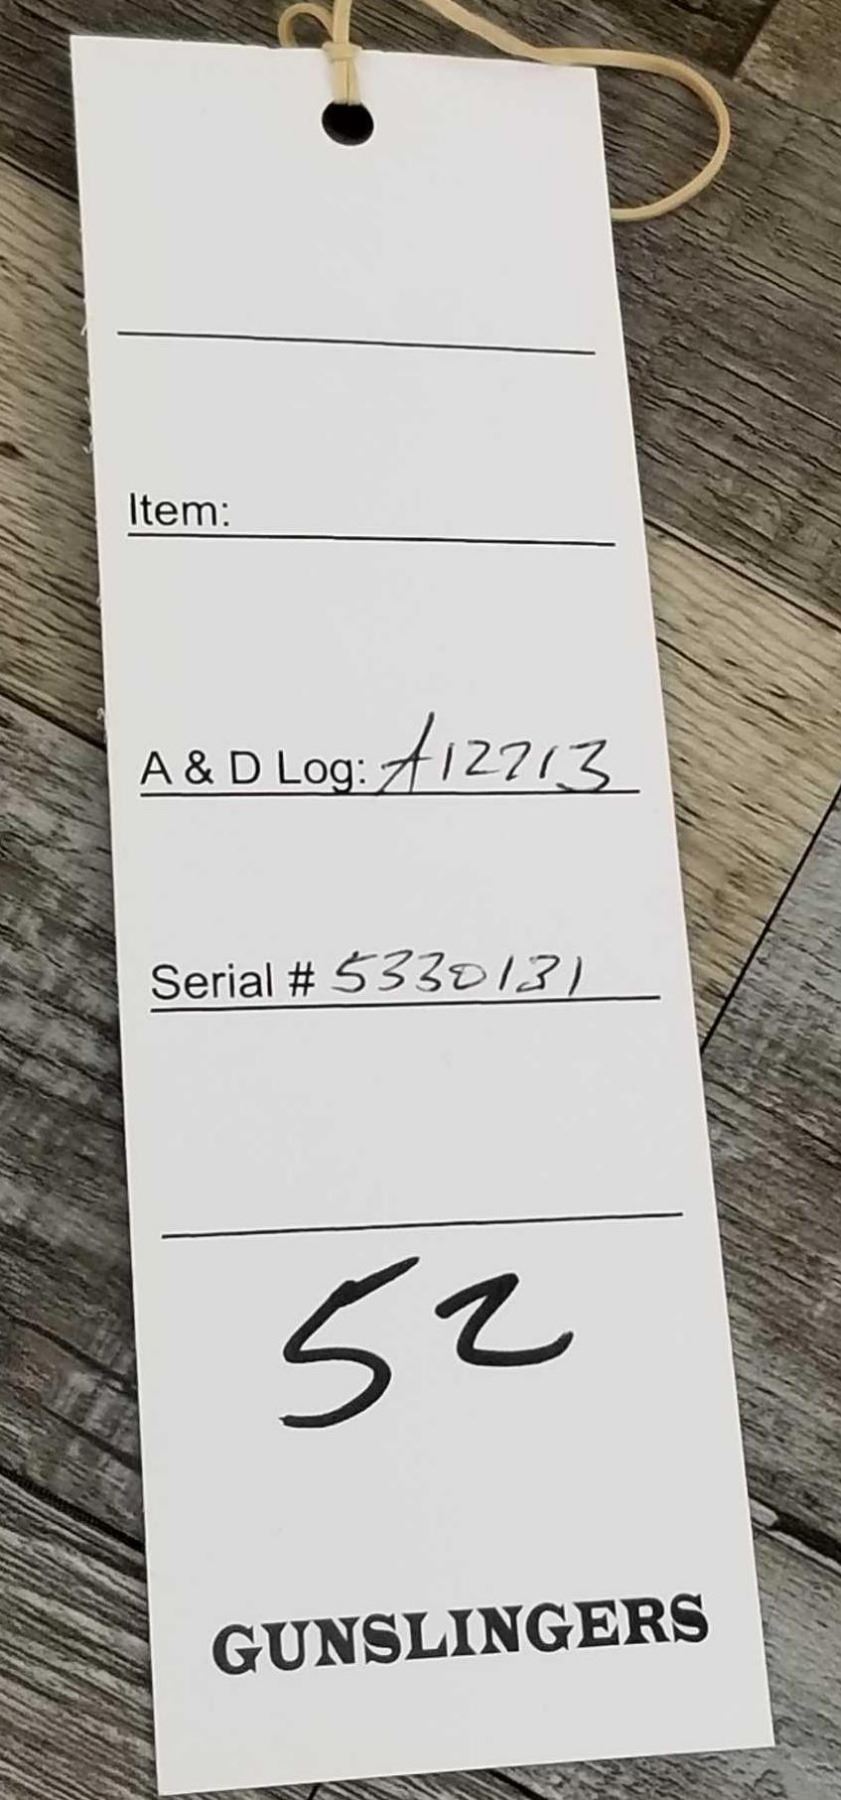 Item:
A & D Log: A12713
Serial # 5330131
52
GUNSLINGERS